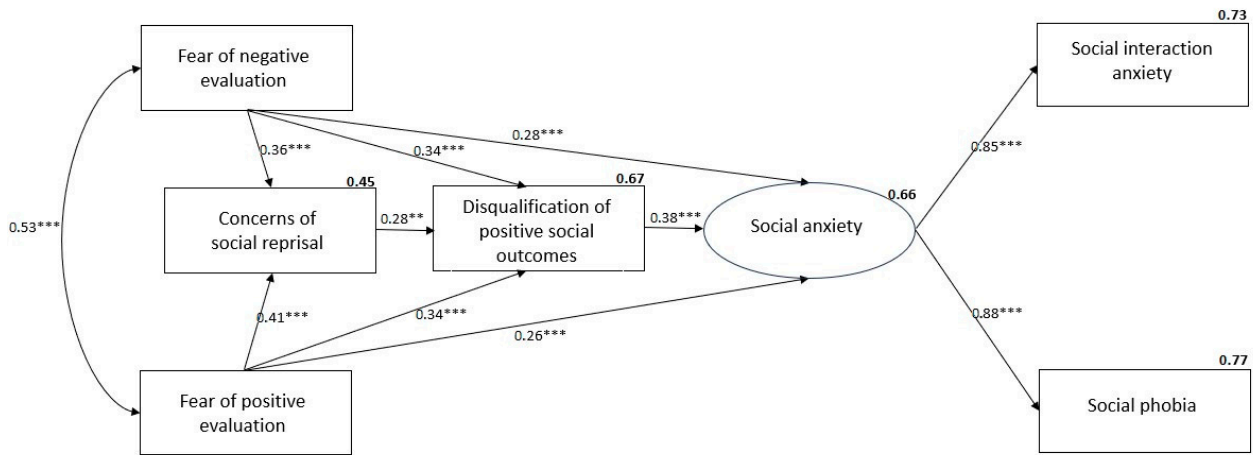 0.73
Fear of negative
evaluation
Social interaction
anxiety
0.28***
0.36***
0.34***
0.85***
0.45
0.67
0.66
Concerns of
social reprisal
0.28**
Disqualification of
positive social
outcomes
0.38***
Social anxiety
0.53***
0.41***
0.34***
0.26***
0.88***
0.77
Fear of positive
evaluation
Social phobia